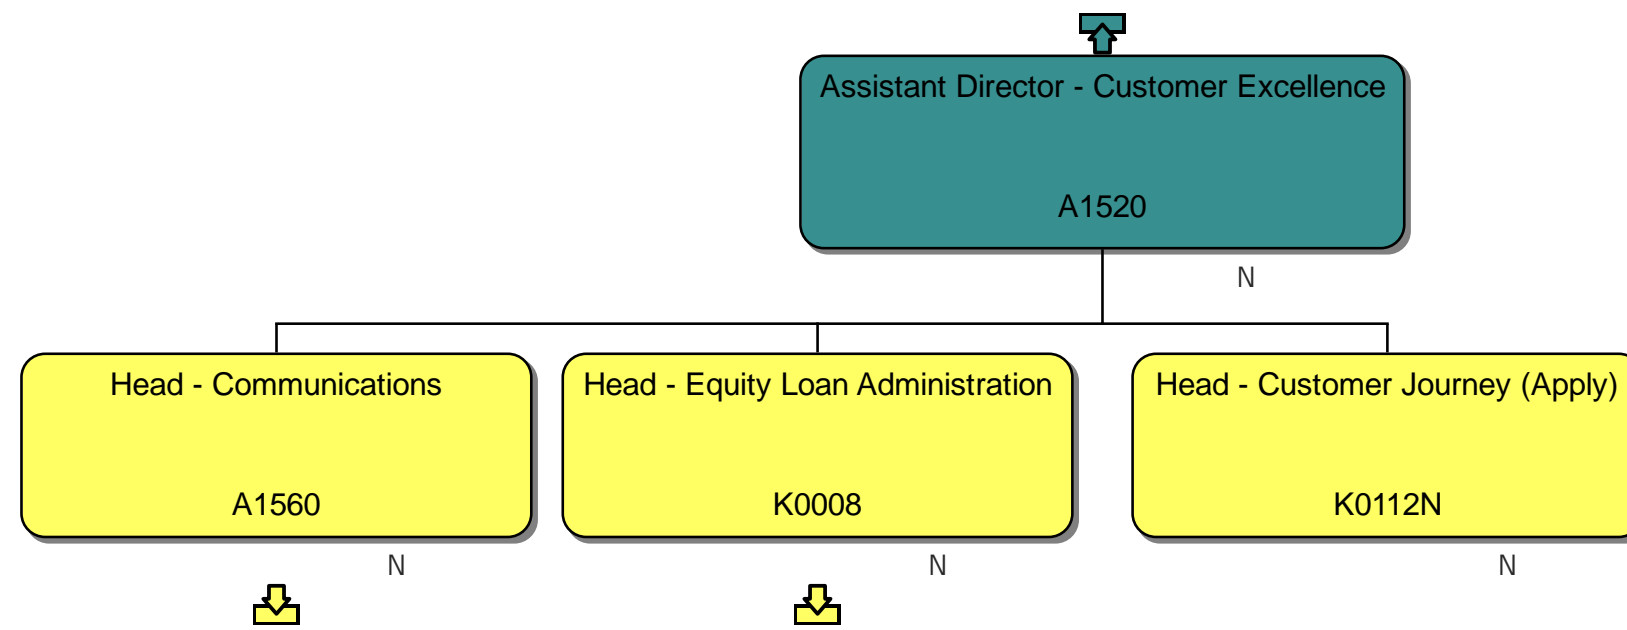 Assistant Director - Customer Excellence
A1520
N
Head - Communications
A1560
N
Head - Equity Loan Administration
K0008
N
Head - Customer Journey (Apply)
K0112N
N